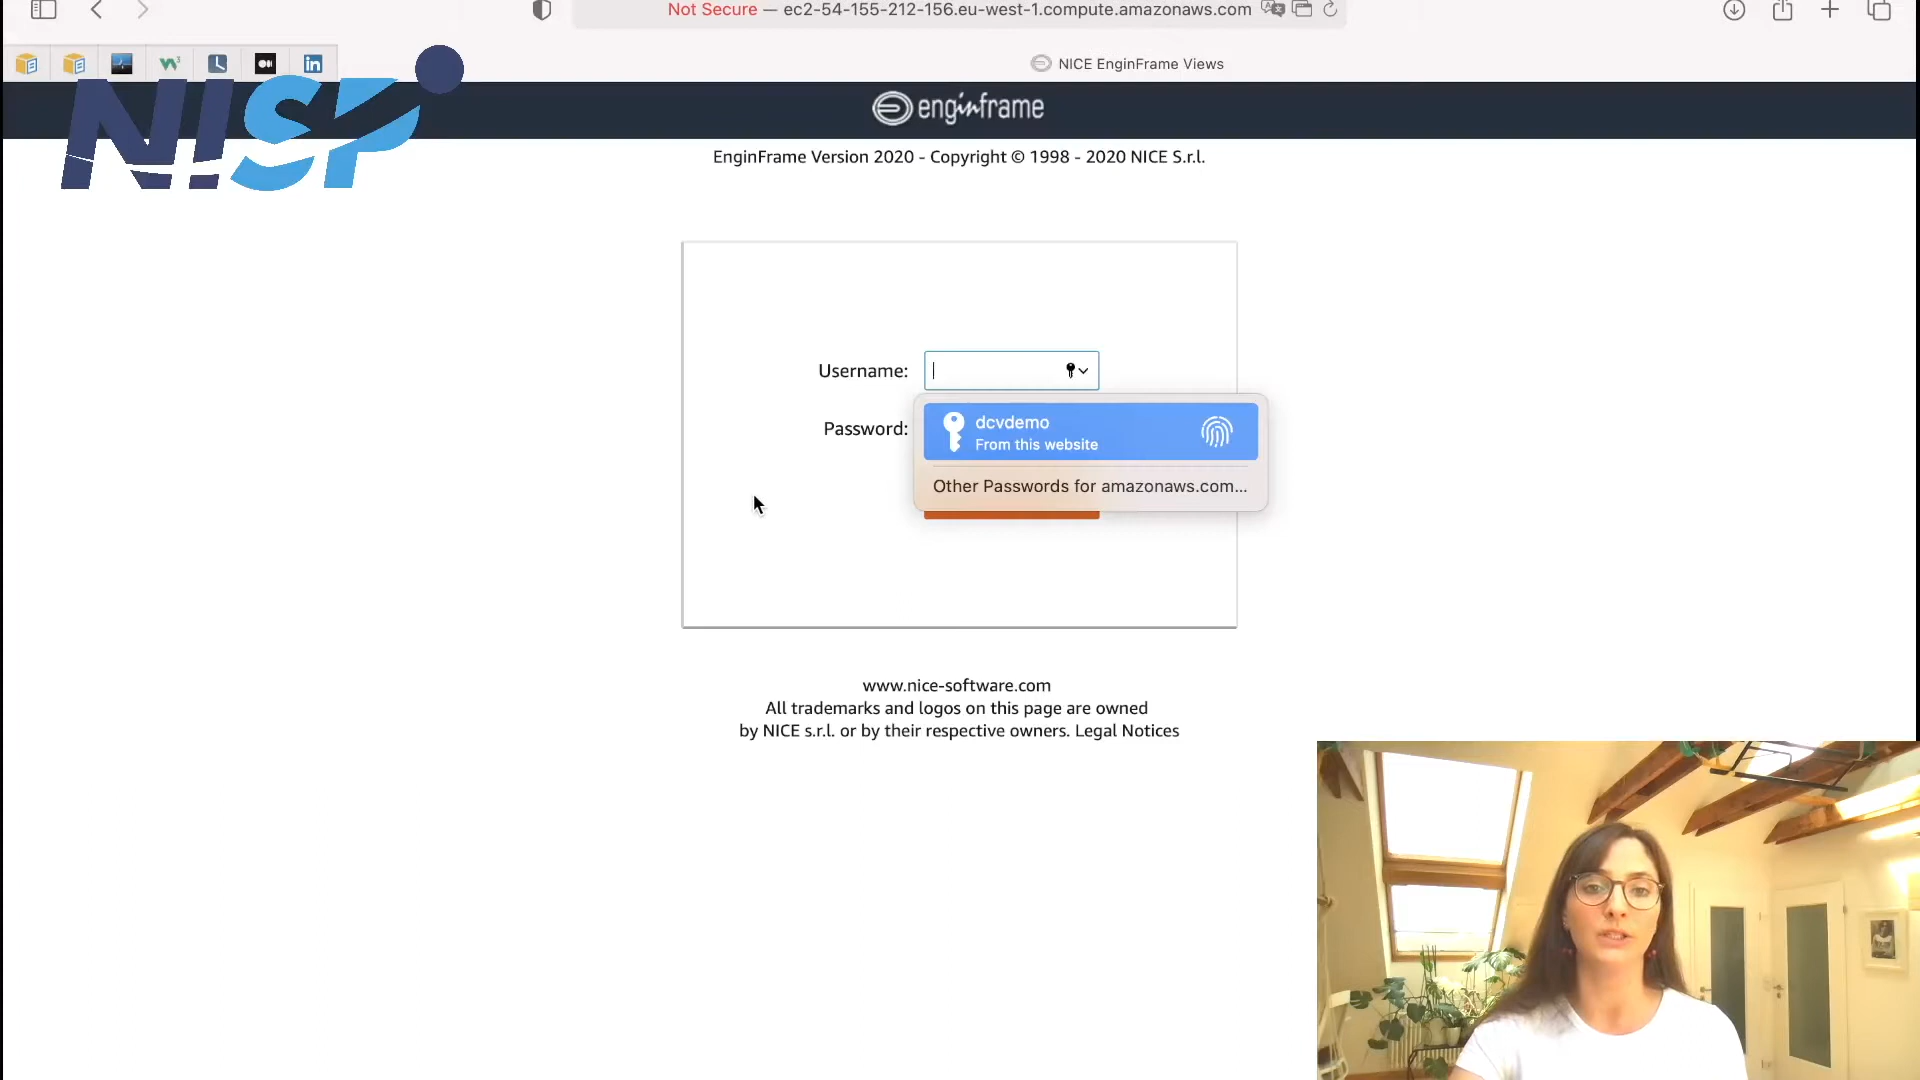 Not Secure — ec2-54-155-212-156.eu-west-1.compute.amazonaws.com
NICE EnginFrame Views
NISP
enginframe
EnginFrame Version 2020 - Copyright © 1998 - 2020 NICE S.r.l.
Username:
Password:
dcvdemo
From this website
Other Passwords for amazonaws.com...
www.nice-software.com
All trademarks and logos on this page are owned
by NICE s.r.l. or by their respective owners. Legal Notices